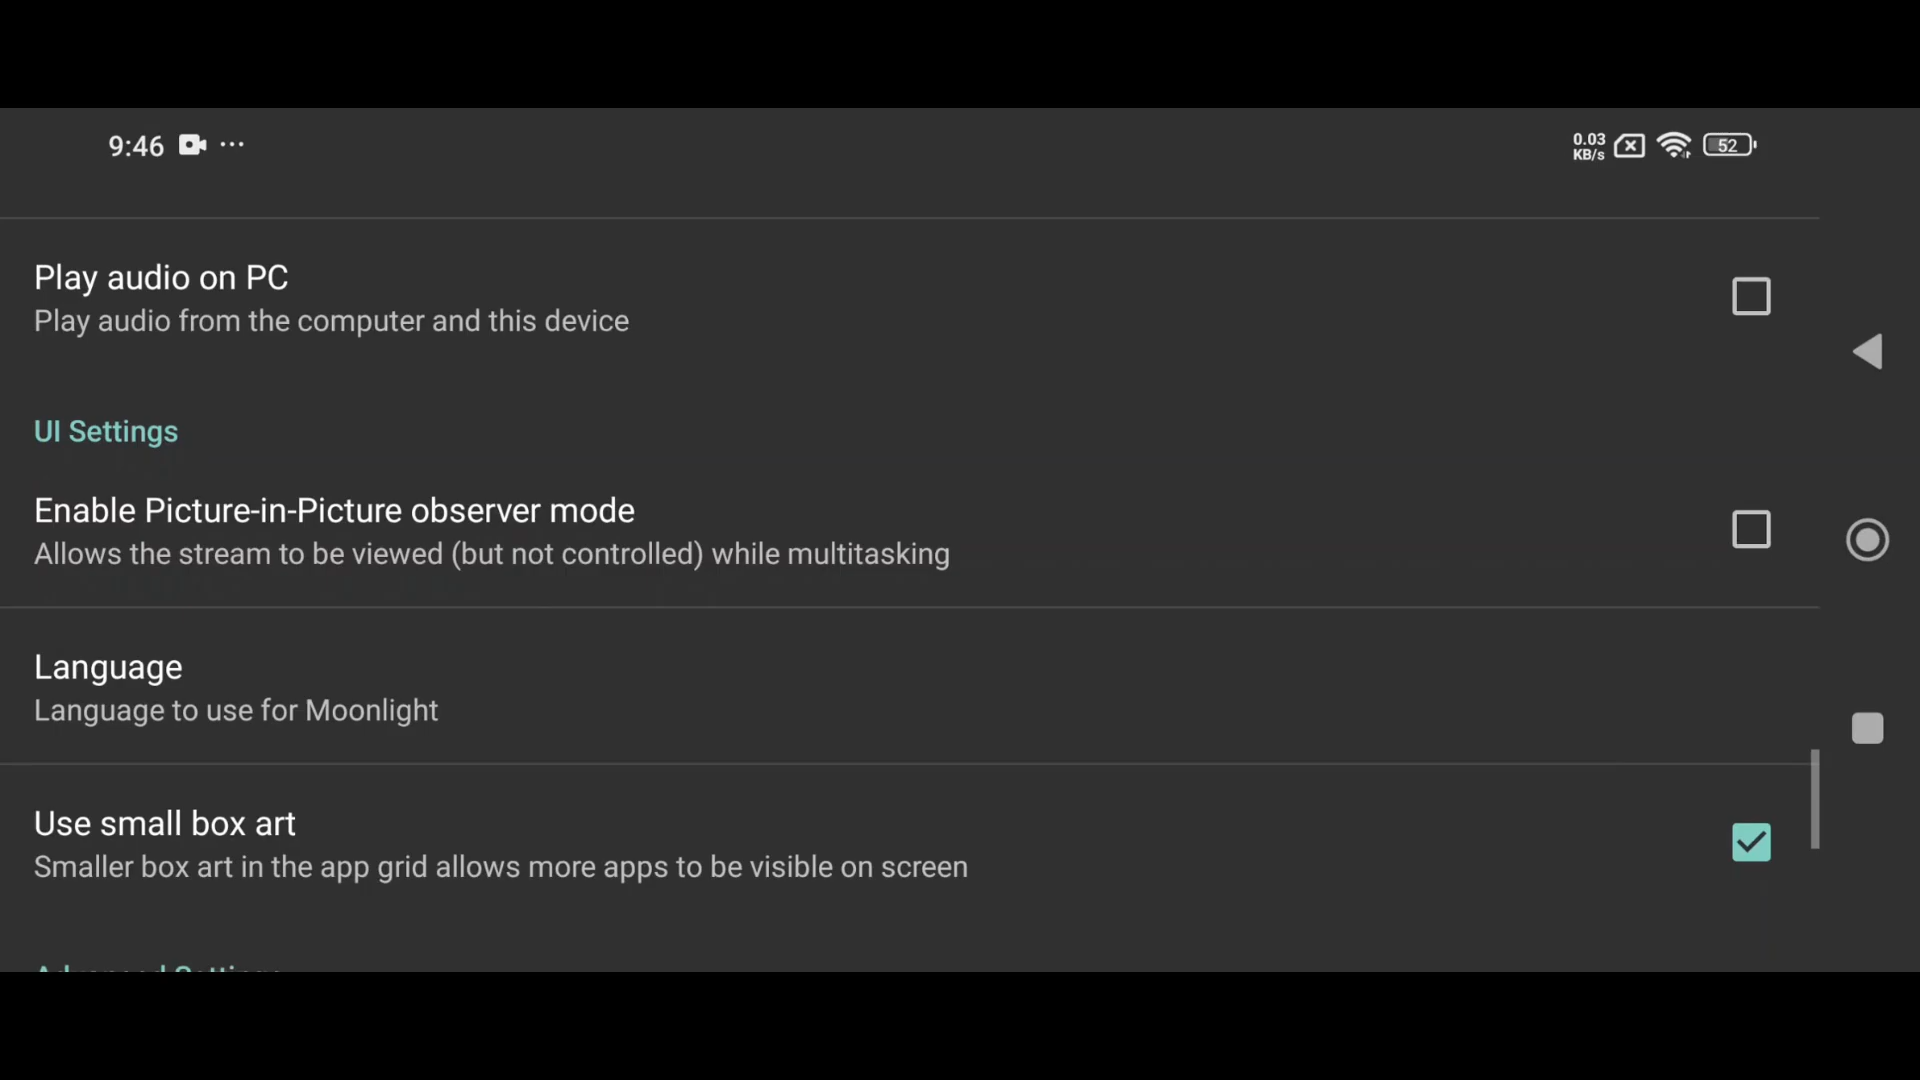 9:46 ... 0.03 KB/s 52
Play audio on PC
Play audio from the computer and this device
UI Settings
Enable Picture-in-Picture observer mode
Allows the stream to be viewed (but not controlled) while multitasking
Language
Language to use for Moonlight
Use small box art
Smaller box art in the app grid allows more apps to be visible on screen
Advanced Settings